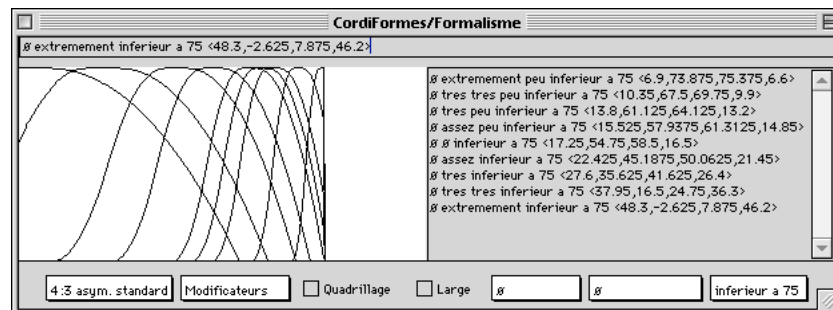 CordiFormes/Formalisme
ø extremement inferieur a 75 <48.3,-2.625,7.875,46.2>
ø extremement peu inferieur a 75 <6.9,73.875,75.375,6.6>
ø tres tres peu inferieur a 75 <10.35,67.5,69.75,9.9>
ø tres peu inferieur a 75 <13.8,61.125,64.125,13.2>
ø assez peu inferieur a 75 <15.525,57.9375,61.3125,14.85>
ø ø inferieur a 75 <17.25,54.75,58.5,16.5>
ø assez inferieur a 75 <22.425,45.1875,50.0625,21.45>
ø tres inferieur a 75 <27.6,35.625,41.625,26.4>
ø tres tres inferieur a 75 <37.95,16.5,24.75,36.3>
ø extremement inferieur a 75 <48.3,-2.625,7.875,46.2>
4:3 asym. standard Modificateurs Quadrillage Large ø ø inferieur a 75